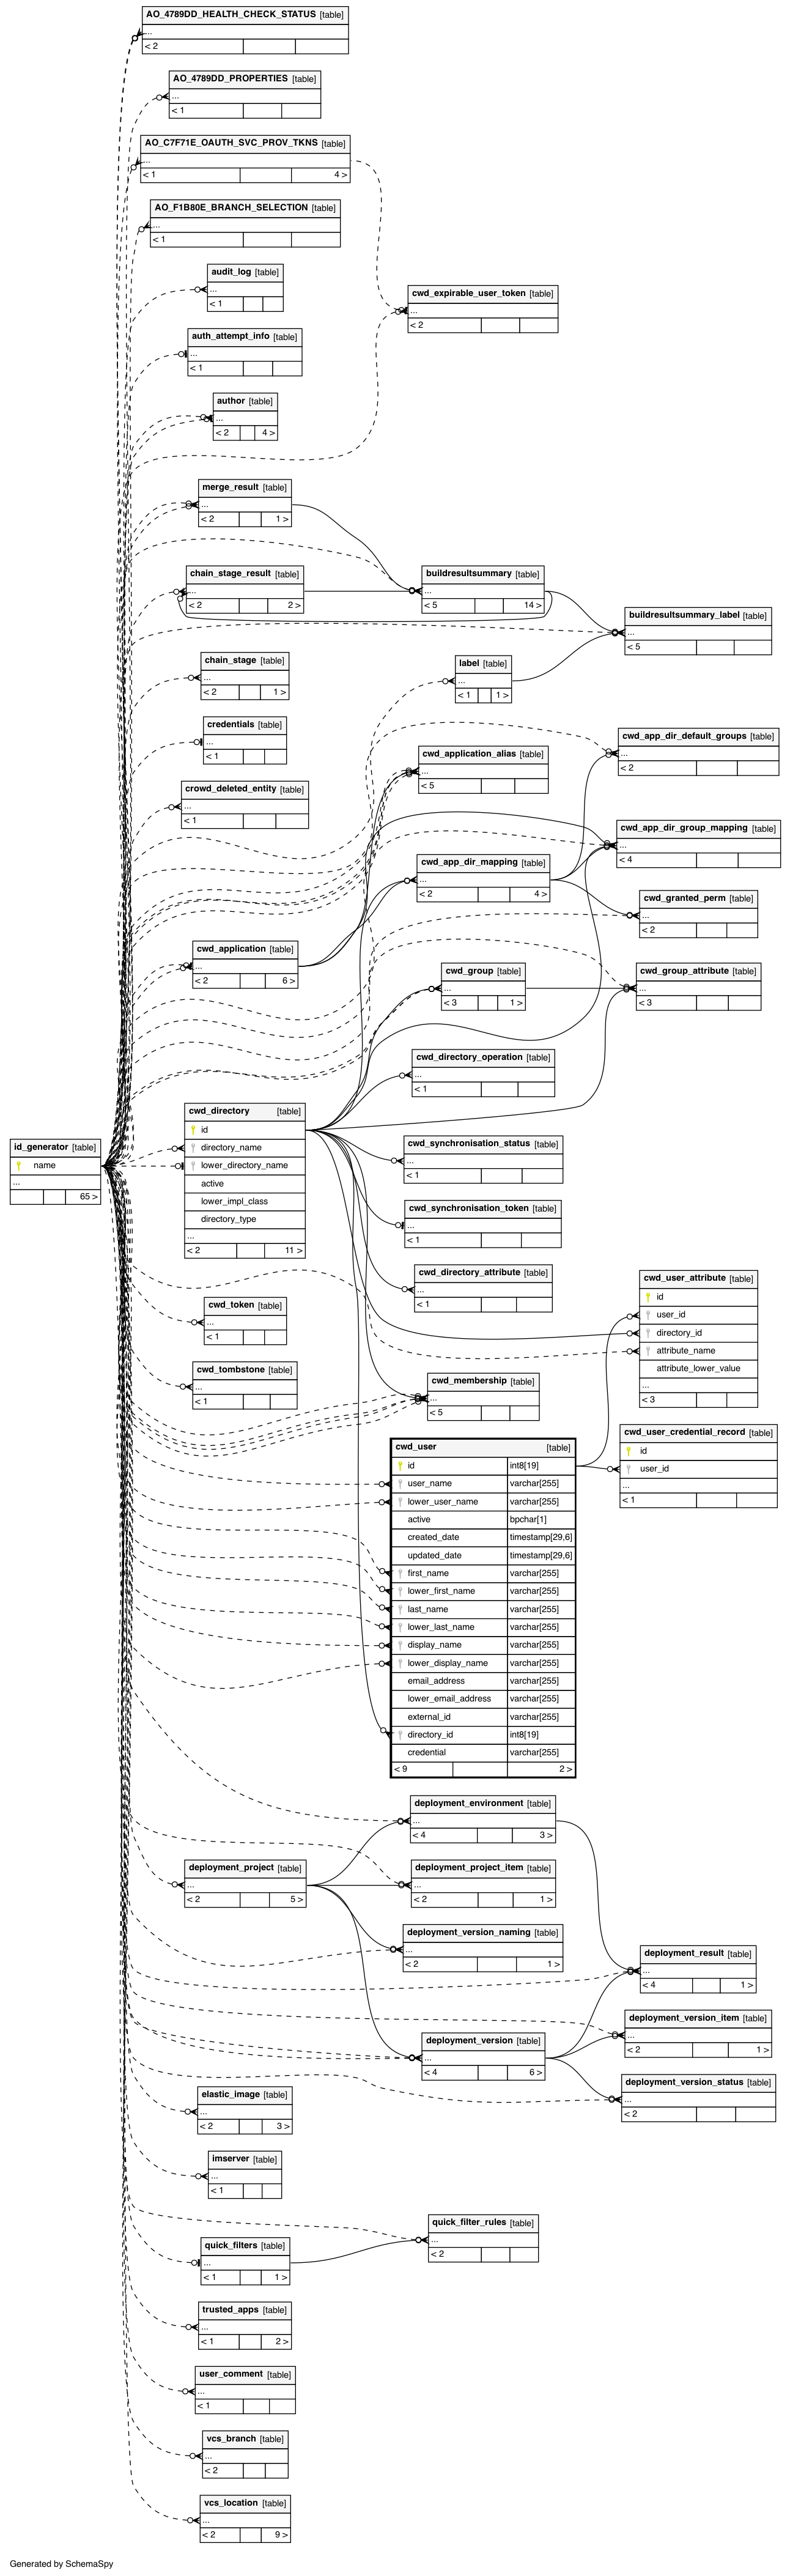 AO_4789DD_HEALTH_CHECK_STATUS [table]
...
< 2
AO_4789DD_PROPERTIES [table]
...
< 1
AO_C7F71E_OAUTH_SVC_PROV_TKNS [table]
...
< 1 4 >
AO_F1B80E_BRANCH_SELECTION [table]
...
< 1
audit_log [table]
...
< 1
cwd_expirable_user_token [table]
...
< 2
auth_attempt_info [table]
...
< 1
author [table]
...
< 2 4 >
merge_result [table]
...
< 2 1 >
chain_stage_result [table]
...
< 2 2 >
buildresultsummary [table]
...
< 5 14 >
buildresultsummary_label [table]
...
< 5
chain_stage [table]
...
< 2 1 >
label [table]
...
< 1 1 >
credentials [table]
...
< 1
cwd_app_dir_default_groups [table]
...
< 2
cwd_application_alias [table]
...
< 5
crowd_deleted_entity [table]
...
< 1
cwd_app_dir_group_mapping [table]
...
< 4
cwd_app_dir_mapping [table]
...
< 2 4 >
cwd_granted_perm [table]
...
< 2
cwd_application [table]
...
< 2 6 >
cwd_group [table]
...
< 3 1 >
cwd_group_attribute [table]
...
< 3
cwd_directory_operation [table]
...
< 1
cwd_directory [table]
id
directory_name
lower_directory_name
active
lower_impl_class
directory_type
...
< 2 11 >
id_generator [table]
name
...
65 >
cwd_synchronisation_status [table]
...
< 1
cwd_synchronisation_token [table]
...
< 1
cwd_directory_attribute [table]
...
< 1
cwd_user_attribute [table]
id
user_id
directory_id
attribute_name
attribute_lower_value
...
< 3
cwd_token [table]
...
< 1
cwd_tombstone [table]
...
< 1
cwd_membership [table]
...
< 5
cwd_user_credential_record [table]
id
user_id
...
< 1
cwd_user [table]
id int8[19]
user_name varchar[255]
lower_user_name varchar[255]
active bpchar[1]
created_date timestamp[29,6]
updated_date timestamp[29,6]
first_name varchar[255]
lower_first_name varchar[255]
last_name varchar[255]
lower_last_name varchar[255]
display_name varchar[255]
lower_display_name varchar[255]
email_address varchar[255]
lower_email_address varchar[255]
external_id varchar[255]
directory_id int8[19]
credential varchar[255]
< 9 2 >
deployment_environment [table]
...
< 4 3 >
deployment_project [table]
...
< 2 5 >
deployment_project_item [table]
...
< 2 1 >
deployment_version_naming [table]
...
< 2 1 >
deployment_result [table]
...
< 4 1 >
deployment_version_item [table]
...
< 2 1 >
deployment_version [table]
...
< 4 6 >
deployment_version_status [table]
...
< 2
elastic_image [table]
...
< 2 3 >
imserver [table]
...
< 1
quick_filter_rules [table]
...
< 2
quick_filters [table]
...
< 1 1 >
trusted_apps [table]
...
< 1 2 >
user_comment [table]
...
< 1
vcs_branch [table]
...
< 2
vcs_location [table]
...
< 2 9 >
Generated by SchemaSpy